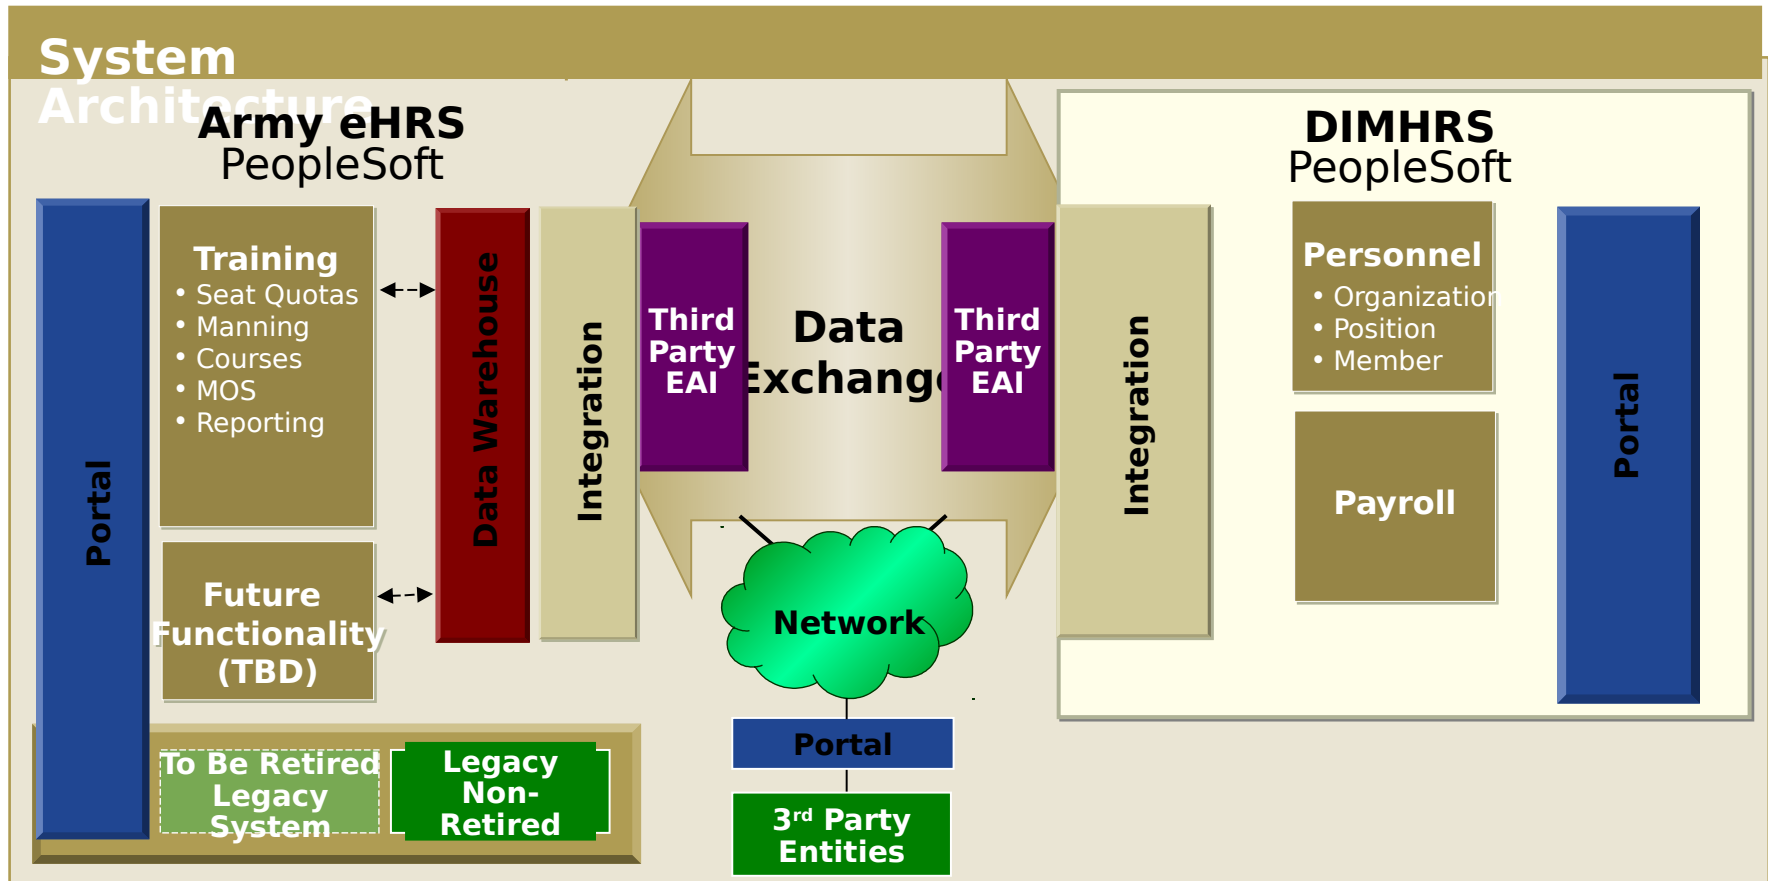 System
Architecture
Army eHRS
PeopleSoft
Portal
Training
• Seat Quotas
• Manning
• Courses
• MOS
• Reporting
Future
Functionality
(TBD)
Data Warehouse
Integration
Third
Party
EAI
Data
Exchange
Third
Party
EAI
DIMHRS
PeopleSoft
Integration
Personnel
• Organization
• Position
• Member
Payroll
Portal
Network
Portal
3rd Party
Entities
To Be Retired
Legacy
System
Legacy
Non-
Retired